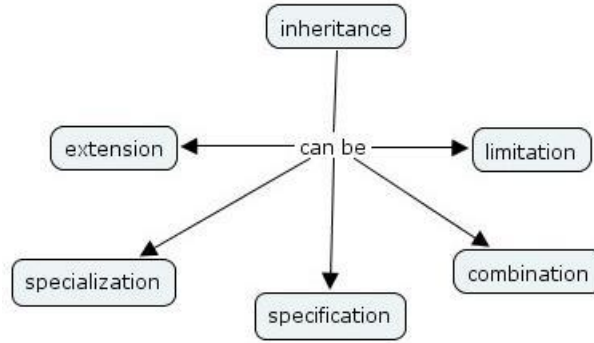 inheritance
extension
can be
limitation
specialization
combination
specification